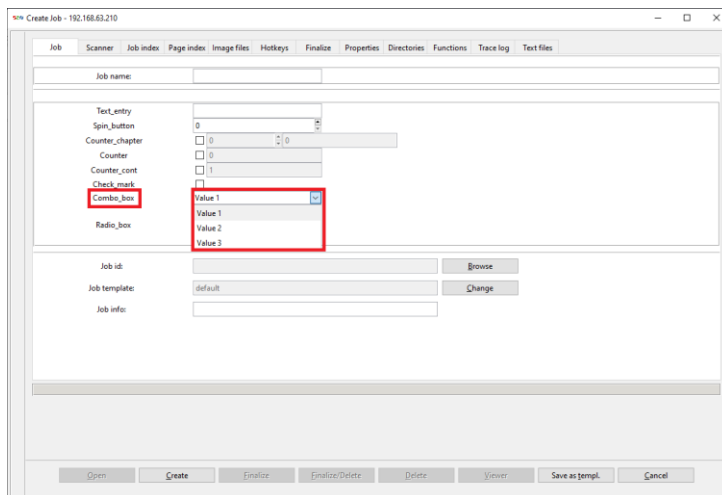 Create Job - 192.168.63.210
Job Scanner Job index Page index Image files Hotkeys Finalize Properties Directories Functions Trace log Text files
Job name:
Text_entry
Spin_button 0
Counter_chapter 0 0
Counter 0
Counter_cont 1
Check_mark
Combo_box Value 1
Value 1
Radio_box Value 2
Value 3
Job id: Browse
Job template: default Change
Job info:
Open Create Finalize Finalize/Delete Delete Viewer Save as templ. Cancel